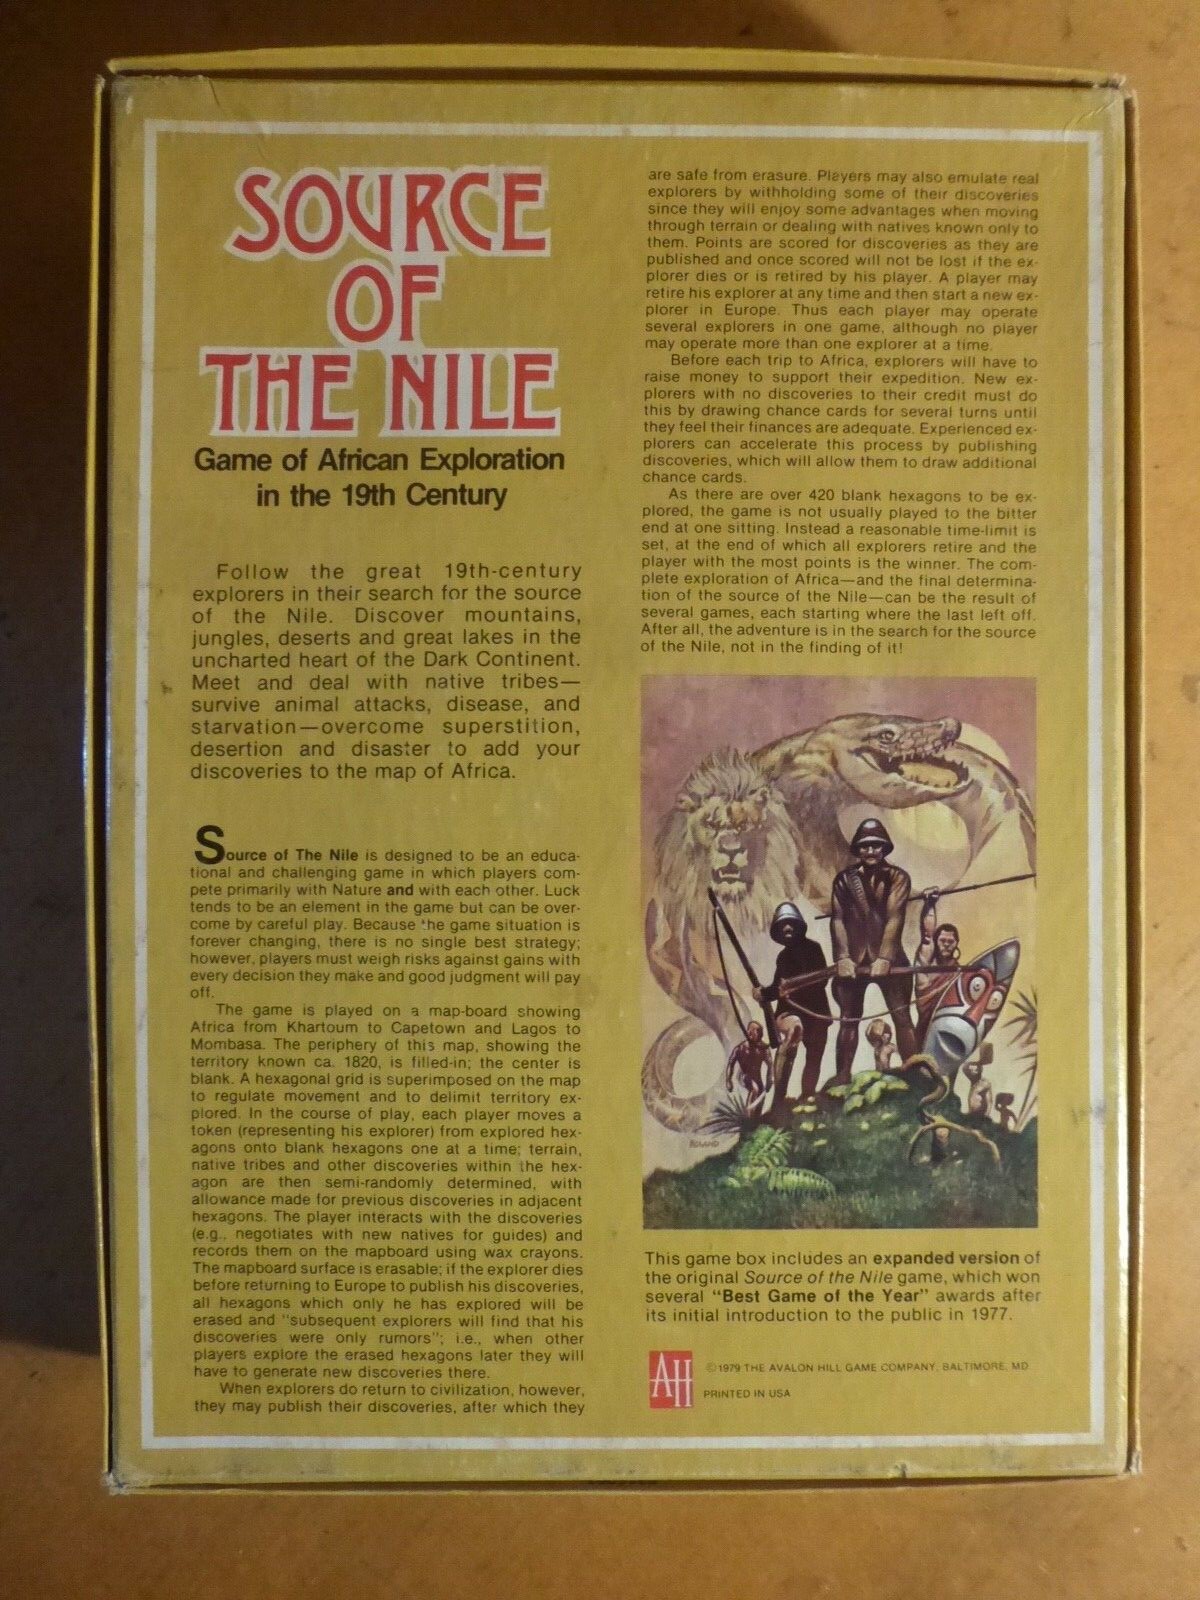 SOURCE
OF
THE NILE
Game of African Exploration
in the 19th Century
Follow the great 19th-century
explorers in their search for the source
of the Nile. Discover mountains,
jungles, deserts and great lakes in the
uncharted heart of the Dark Continent.
Meet and deal with native tribes—
survive animal attacks, disease, and
starvation—overcome superstition,
desertion and disaster to add your
discoveries to the map of Africa.
Source of The Nile is designed to be an educa-
tional and challenging game in which players com-
pete primarily with Nature and with each other. Luck
tends to be an element in the game but can be over-
come by careful play. Because the game situation is
forever changing, there is no single best strategy;
however, players must weigh risks against gains with
every decision they make and good judgment will pay
off.
The game is played on a map-board showing
Africa from Khartoum to Capetown and Lagos to
Mombasa. The periphery of this map, showing the
territory known ca. 1820, is filled-in; the center is
blank. A hexagonal grid is superimposed on the map
to regulate movement and to delimit territory ex-
plored. In the course of play, each player moves a
token (representing his explorer) from explored hex-
agons onto blank hexagons one at a time; terrain,
native tribes and other discoveries within the hex-
agon are then semi-randomly determined, with
allowance made for previous discoveries in adjacent
hexagons. The player interacts with the discoveries
(e.g., negotiates with new natives for guides) and
records them on the mapboard using wax crayons.
The mapboard surface is erasable; if the explorer dies
before returning to Europe to publish his discoveries,
all hexagons which only he has explored will be
erased and "subsequent explorers will find that his
discoveries were only rumors"; i.e., when other
players explore the erased hexagons later they will
have to generate new discoveries there.
When explorers do return to civilization, however,
they may publish their discoveries, after which they
are safe from erasure. Players may also emulate real
explorers by withholding some of their discoveries
since they will enjoy some advantages when moving
through terrain or dealing with natives known only to
them. Points are scored for discoveries as they are
published and once scored will not be lost if the ex-
plorer dies or is retired by his player. A player may
retire his explorer at any time and then start a new ex-
plorer in Europe. Thus each player may operate
several explorers in one game, although no player
may operate more than one explorer at a time.
Before each trip to Africa, explorers will have to
raise money to support their expedition. New ex-
plorers with no discoveries to their credit must do
this by drawing chance cards for several turns until
they feel their finances are adequate. Experienced ex-
plorers can accelerate this process by publishing
discoveries, which will allow them to draw additional
chance cards.
As there are over 420 blank hexagons to be ex-
plored, the game is not usually played to the bitter
end at one sitting. Instead a reasonable time-limit is
set, at the end of which all explorers retire and the
player with the most points is the winner. The com-
plete exploration of Africa—and the final determina-
tion of the source of the Nile—can be the result of
several games, each starting where the last left off.
After all, the adventure is in the search for the source
of the Nile, not in the finding of it!
This game box includes an expanded version of
the original Source of the Nile game, which won
several "Best Game of the Year" awards after
its initial introduction to the public in 1977.
AH
©1979 THE AVALON HILL GAME COMPANY, BALTIMORE, MD
PRINTED IN USA